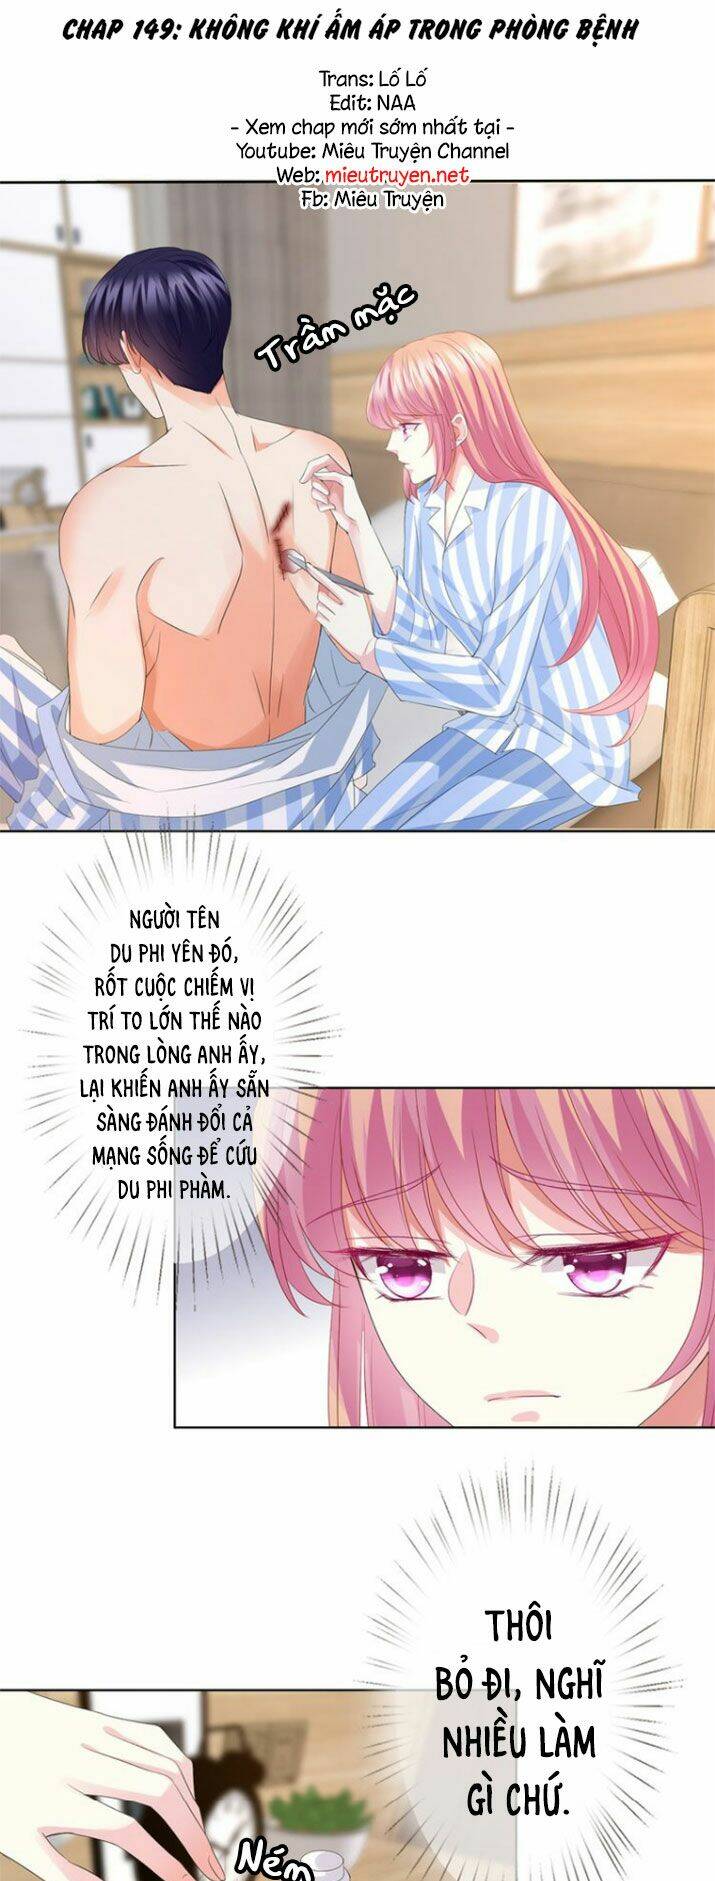 CHAP 149: KHÔNG KHÍ ẤM ÁP TRONG PHÒNG BỆNH
Trans: Lố Lố
Edit: NAA
- Xem chap mới sớm nhất tại -
Youtube: Miêu Truyện Channel
Web: mieutruyen.net
Fb: Miêu Truyện
Trầm mặc
NGƯỜI TÊN
DU PHI YÊN ĐÓ,
RỐT CUỘC CHIẾM VỊ
TRÍ TO LỚN THẾ NÀO
TRONG LÒNG ANH ẤY,
LẠI KHIẾN ANH ẤY SẴN
SÀNG ĐÁNH ĐỔI CẢ
MẠNG SỐNG ĐỂ CỨU
DU PHI PHÀM.
THÔI
BỎ ĐI, NGHĨ
NHIỀU LÀM
GÌ CHỨ.
Ném